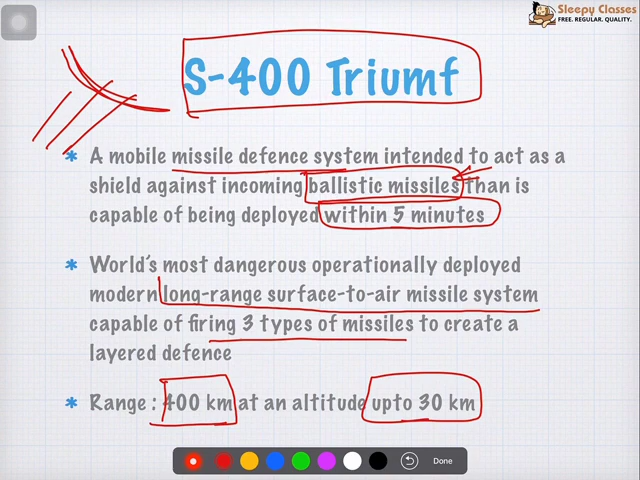 Sleepy Classes
FREE. REGULAR. QUALITY.
S-400 Triumf
* A mobile missile defence system intended to act as a
shield against incoming ballistic missiles than is
capable of being deployed within 5 minutes
* World's most dangerous operationally deployed
modern long-range surface-to-air missile system
capable of firing 3 types of missiles to create a
layered defence
* Range : 400 km at an altitude upto 30 km
Done